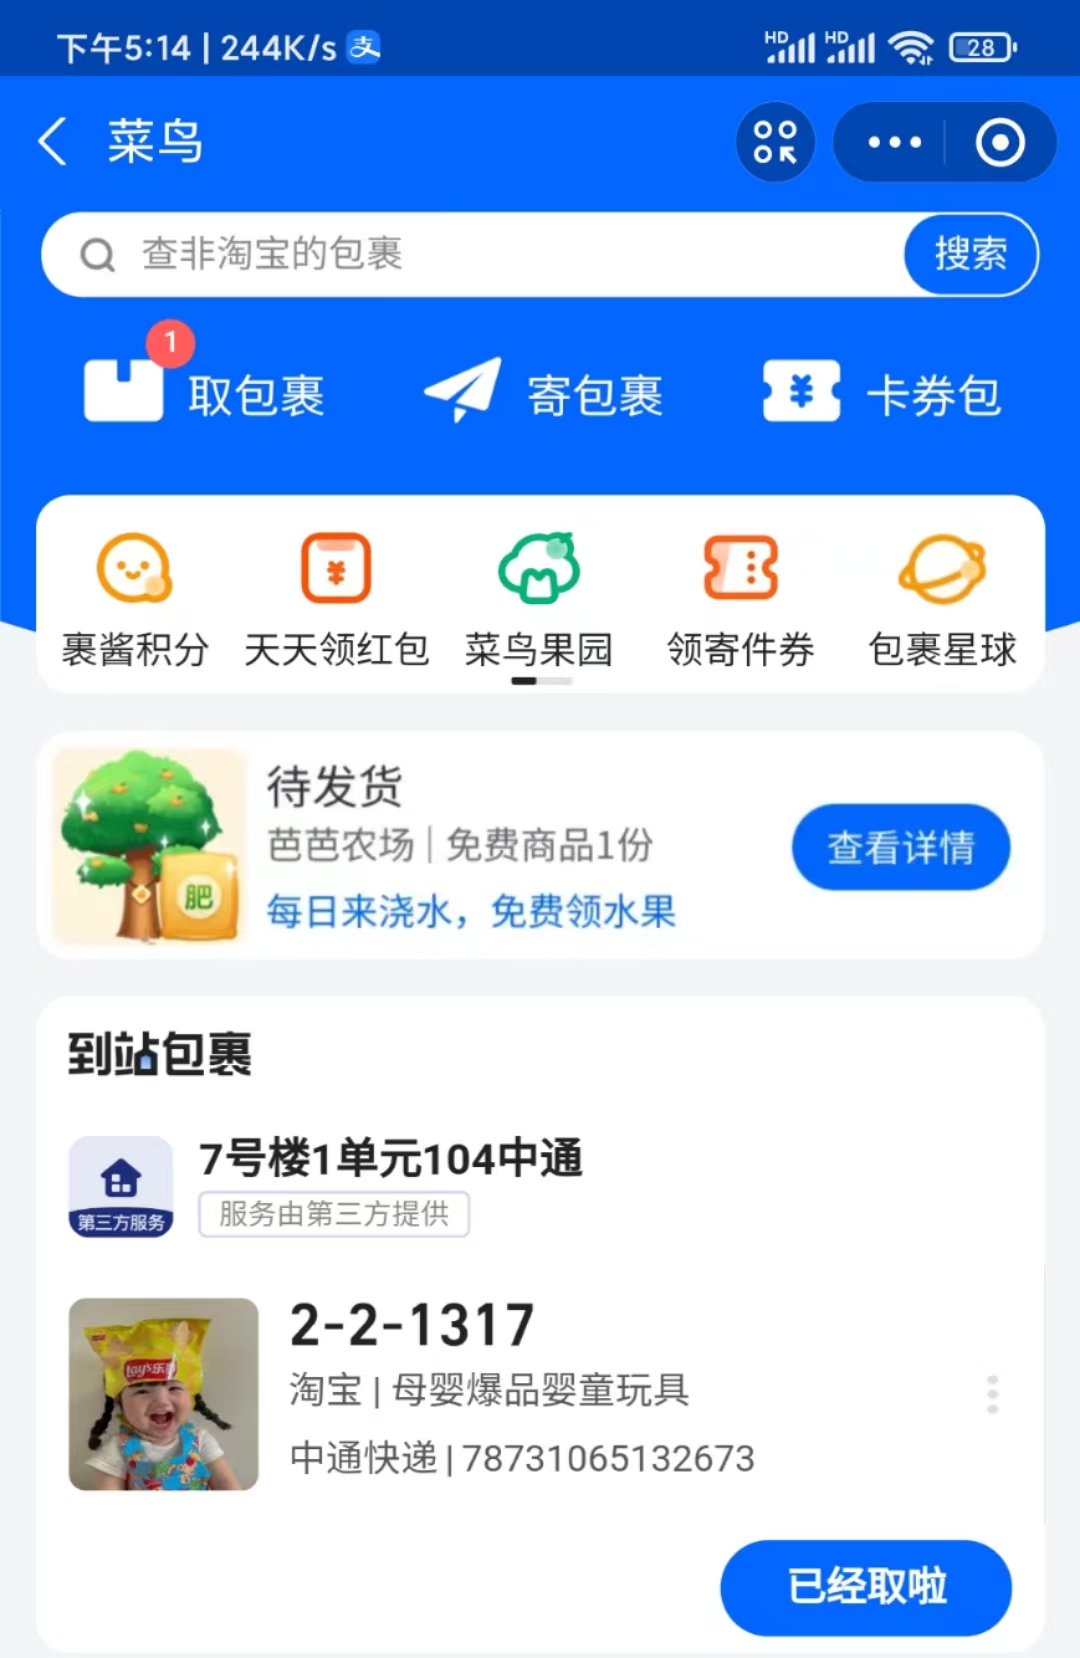 下午5:14 | 244K/s 支
HD HD 28
菜鸟
查非淘宝的包裹 搜索
1
取包裹 寄包裹 卡券包
裹酱积分 天天领红包 菜鸟果园 领寄件券 包裹星球
待发货
芭芭农场 | 免费商品1份
查看详情
每日来浇水，免费领水果
肥
到站包裹
7号楼1单元104中通
第三方服务
服务由第三方提供
2-2-1317
Lay's乐事
淘宝 | 母婴爆品婴童玩具
中通快递 | 78731065132673
已经取啦